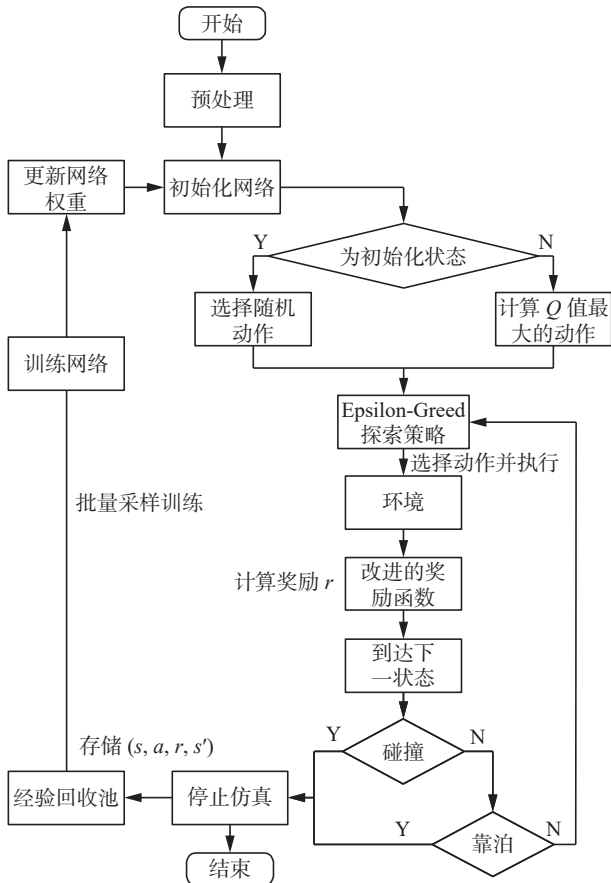 开始
预处理
更新网络
权重
初始化网络
Y
为初始化状态
N
选择随机
动作
计算 Q 值最
大的动作
训练网络
Epsilon-Greed
探索策略
选择动作并执行
批量采样训练
环境
计算奖励 r
改进的奖
励函数
到达下
一状态
存储 (s, a, r, s′)
Y
碰撞
N
经验回收池
停止仿真
Y
靠泊
N
结束